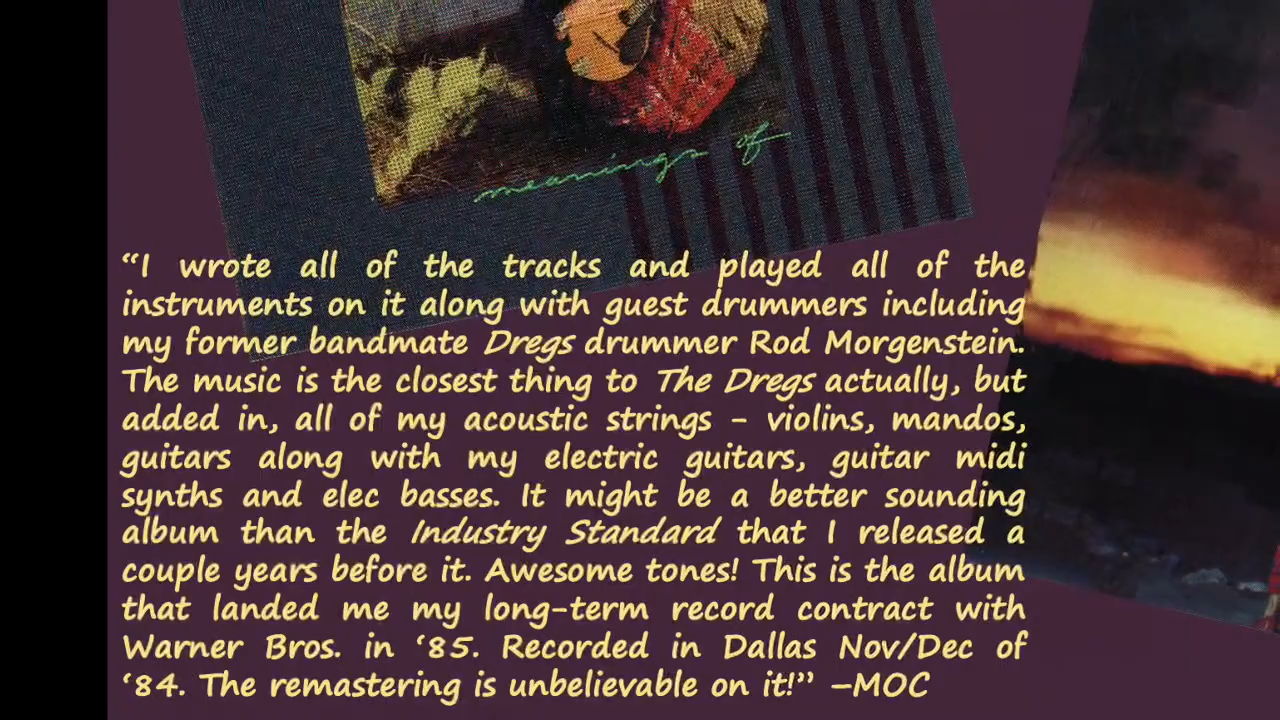 meanings of
“I wrote all of the tracks and played all of the
instruments on it along with guest drummers including
my former bandmate Dregs drummer Rod Morgenstein.
The music is the closest thing to The Dregs actually, but
added in, all of my acoustic strings – violins, mandos,
guitars along with my electric guitars, guitar midi
synths and elec basses. It might be a better sounding
album than the Industry Standard that I released a
couple years before it. Awesome tones! This is the album
that landed me my long-term record contract with
Warner Bros. in ‘85. Recorded in Dallas Nov/Dec of
‘84. The remastering is unbelievable on it!” –MOC